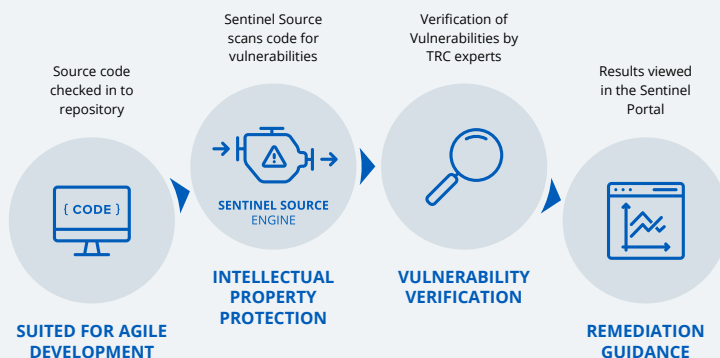 Source code
checked in to
repository
{ CODE }
SUITED FOR AGILE
DEVELOPMENT
Sentinel Source
scans code for
vulnerabilities
SENTINEL SOURCE
ENGINE
INTELLECTUAL
PROPERTY
PROTECTION
Verification of
Vulnerabilities by
TRC experts
VULNERABILITY
VERIFICATION
Results viewed
in the Sentinel
Portal
REMEDIATION
GUIDANCE